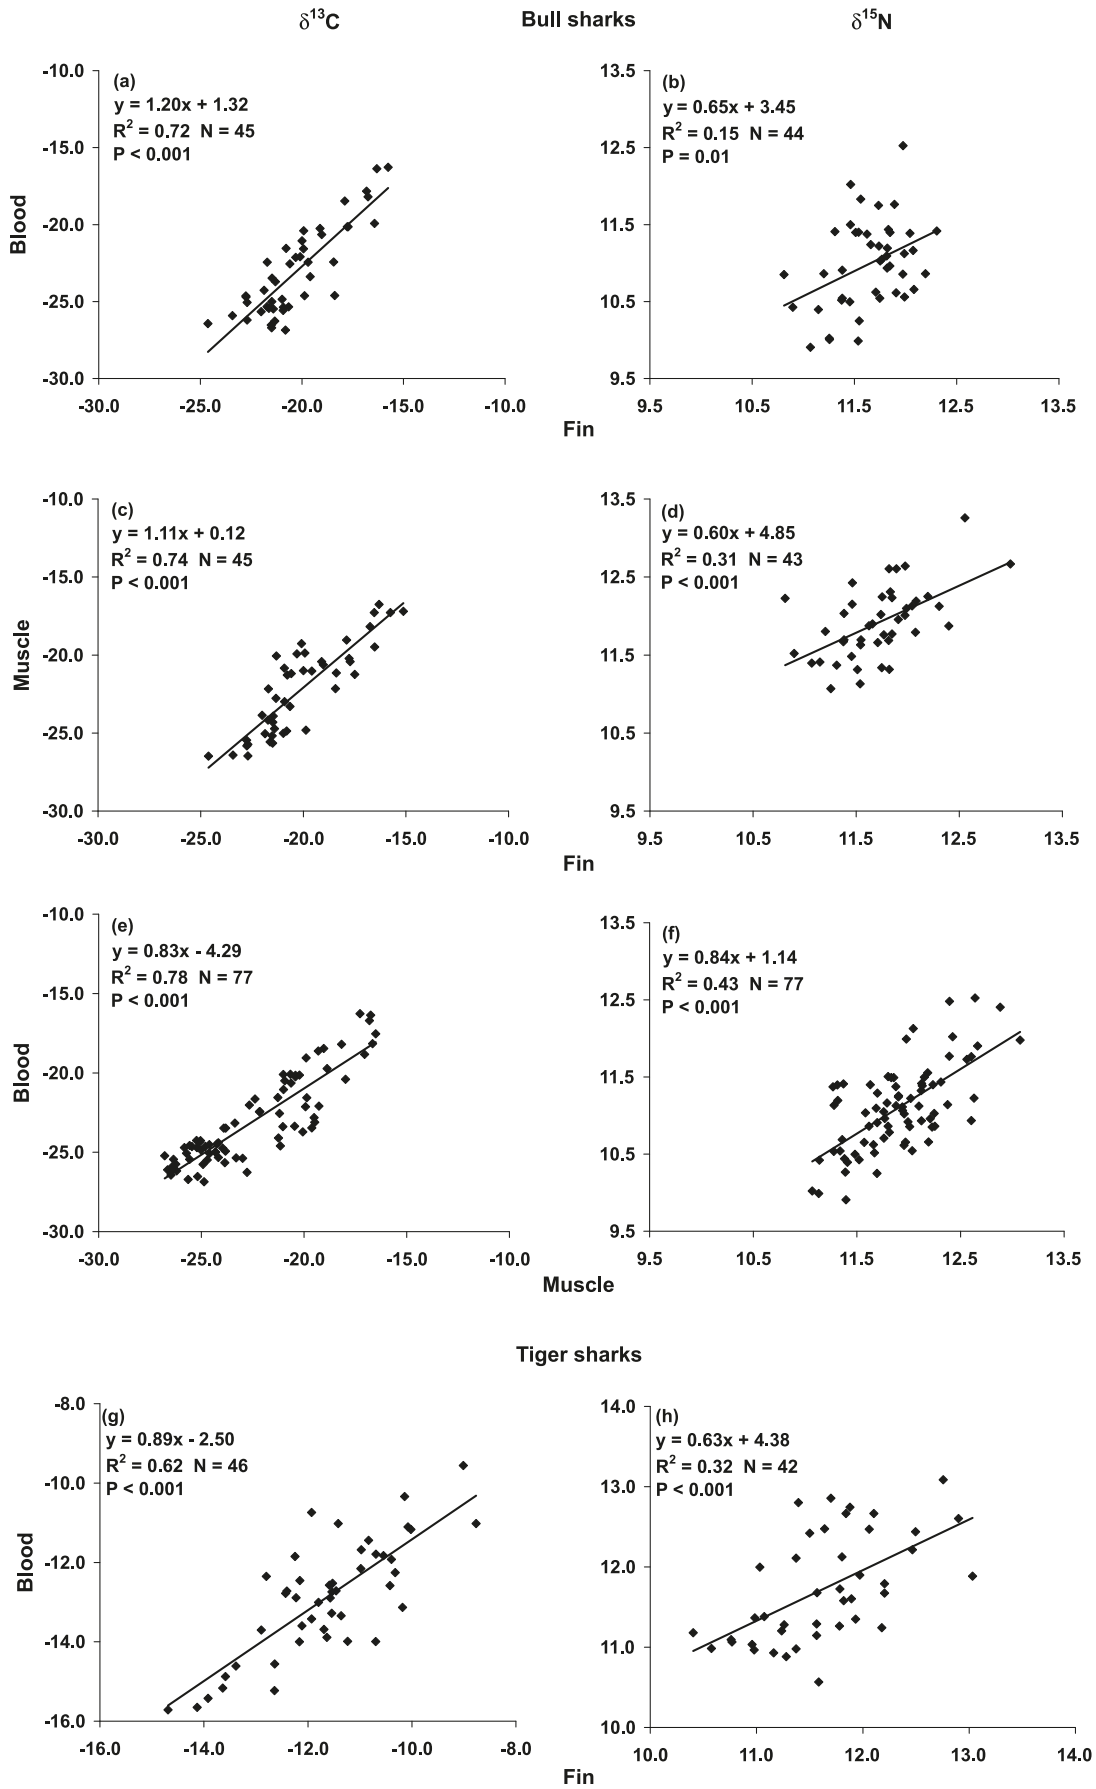 δ¹³C Bull sharks δ¹⁵N
(a)
y = 1.20x + 1.32
R² = 0.72 N = 45
P < 0.001
-10.0
-15.0
-20.0
-25.0
-30.0
Blood
-30.0 -25.0 -20.0 -15.0 -10.0
(b)
y = 0.65x + 3.45
R² = 0.15 N = 44
P = 0.01
13.5
12.5
11.5
10.5
9.5
9.5 10.5 11.5 12.5 13.5
Fin
(c)
y = 1.11x + 0.12
R² = 0.74 N = 45
P < 0.001
-10.0
-15.0
-20.0
-25.0
-30.0
Muscle
-30.0 -25.0 -20.0 -15.0 -10.0
(d)
y = 0.60x + 4.85
R² = 0.31 N = 43
P < 0.001
13.5
12.5
11.5
10.5
9.5
9.5 10.5 11.5 12.5 13.5
Fin
(e)
y = 0.83x - 4.29
R² = 0.78 N = 77
P < 0.001
-10.0
-15.0
-20.0
-25.0
-30.0
Blood
-30.0 -25.0 -20.0 -15.0 -10.0
(f)
y = 0.84x + 1.14
R² = 0.43 N = 77
P < 0.001
13.5
12.5
11.5
10.5
9.5
9.5 10.5 11.5 12.5 13.5
Muscle
Tiger sharks
(g)
y = 0.89x - 2.50
R² = 0.62 N = 46
P < 0.001
-8.0
-10.0
-12.0
-14.0
-16.0
Blood
-16.0 -14.0 -12.0 -10.0 -8.0
(h)
y = 0.63x + 4.38
R² = 0.32 N = 42
P < 0.001
14.0
13.0
12.0
11.0
10.0
10.0 11.0 12.0 13.0 14.0
Fin